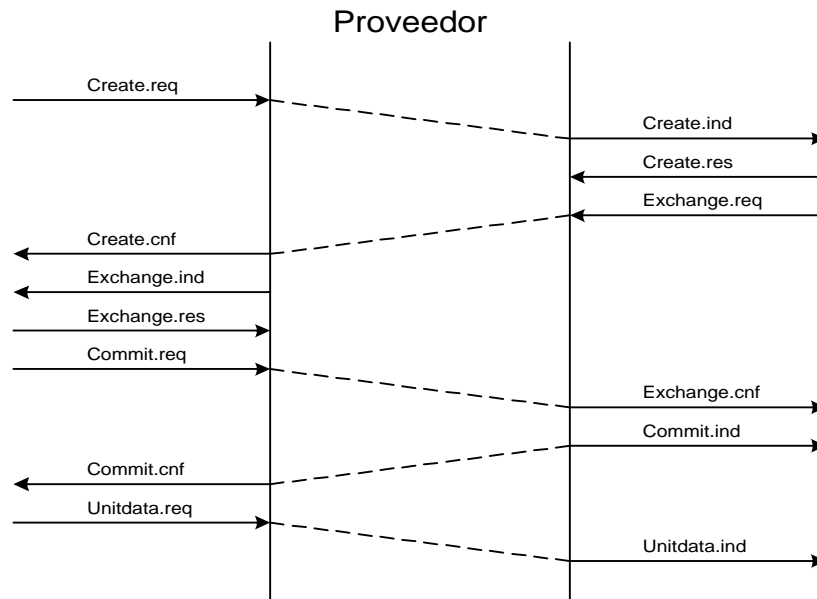 Proveedor
Create.req
Create.ind
Create.res
Exchange.req
Create.cnf
Exchange.ind
Exchange.res
Commit.req
Exchange.cnf
Commit.ind
Commit.cnf
Unitdata.req
Unitdata.ind